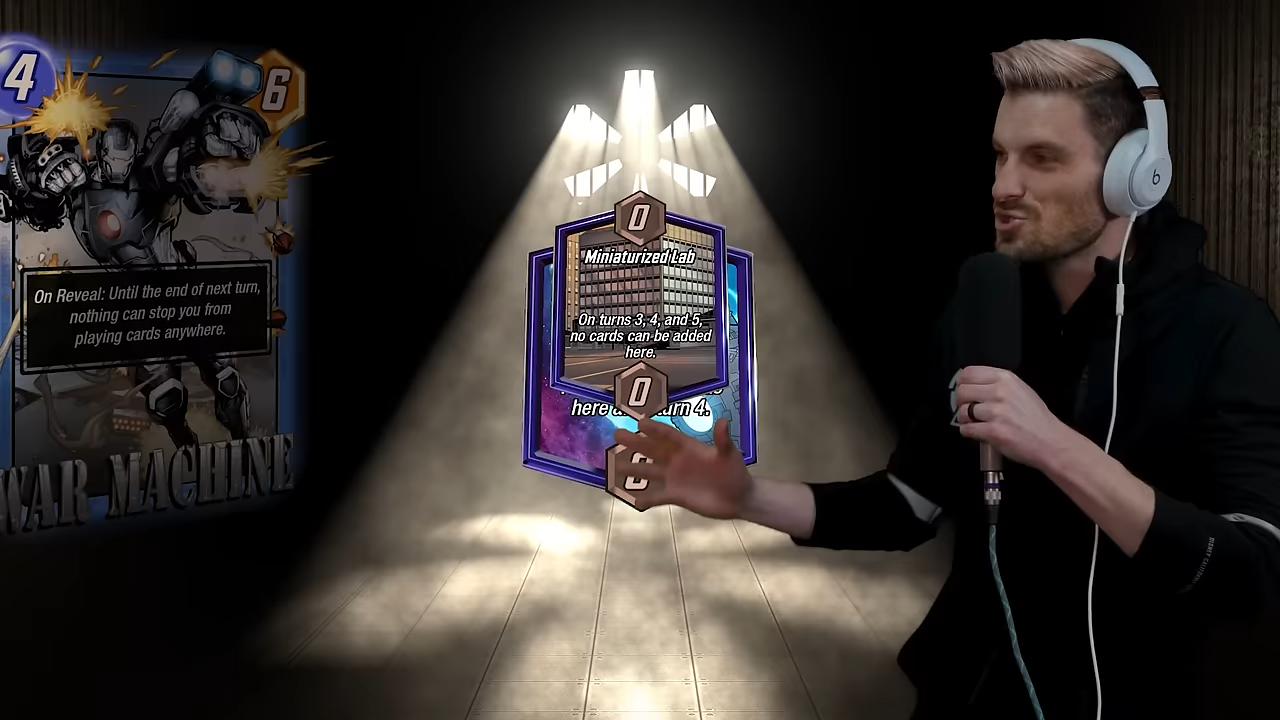 4
6
On Reveal: Until the end of next turn,
nothing can stop you from
playing cards anywhere.
WAR MACHINE
0
Miniaturized Lab
On turns 3, 4, and 5,
no cards can be added
here.
0
here
turn 4.
b